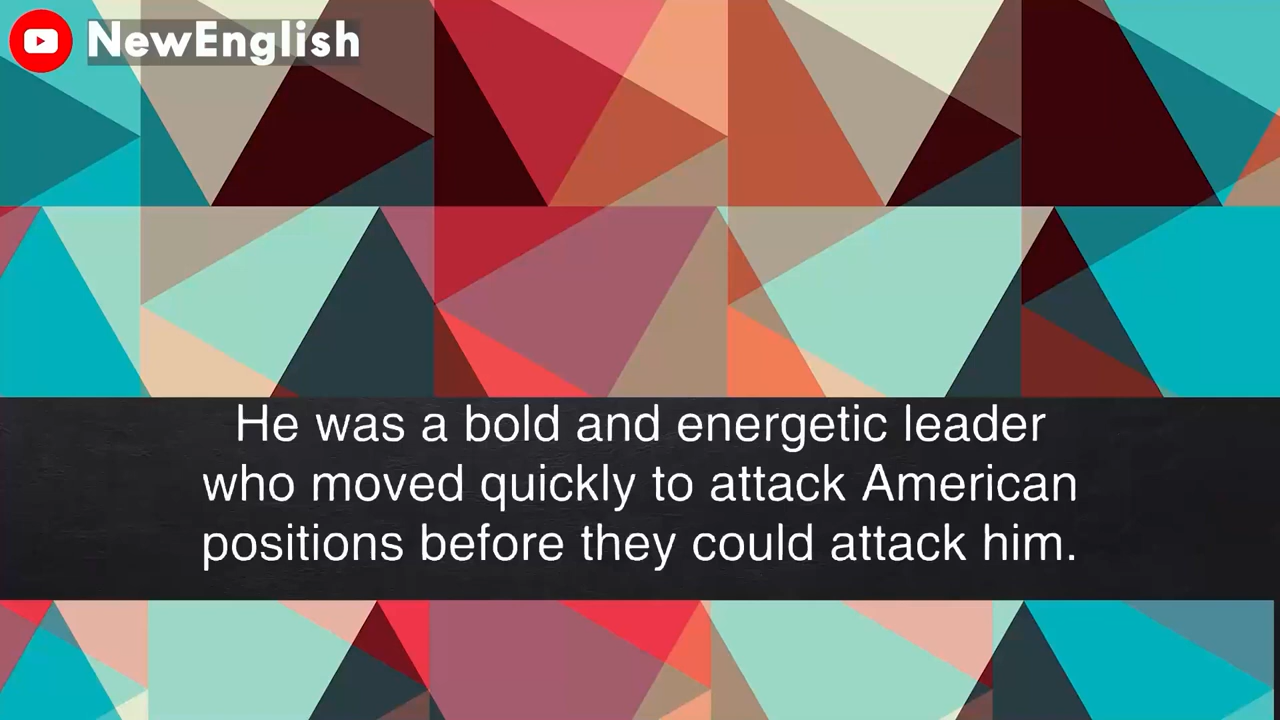 NewEnglish
He was a bold and energetic leader
who moved quickly to attack American
positions before they could attack him.